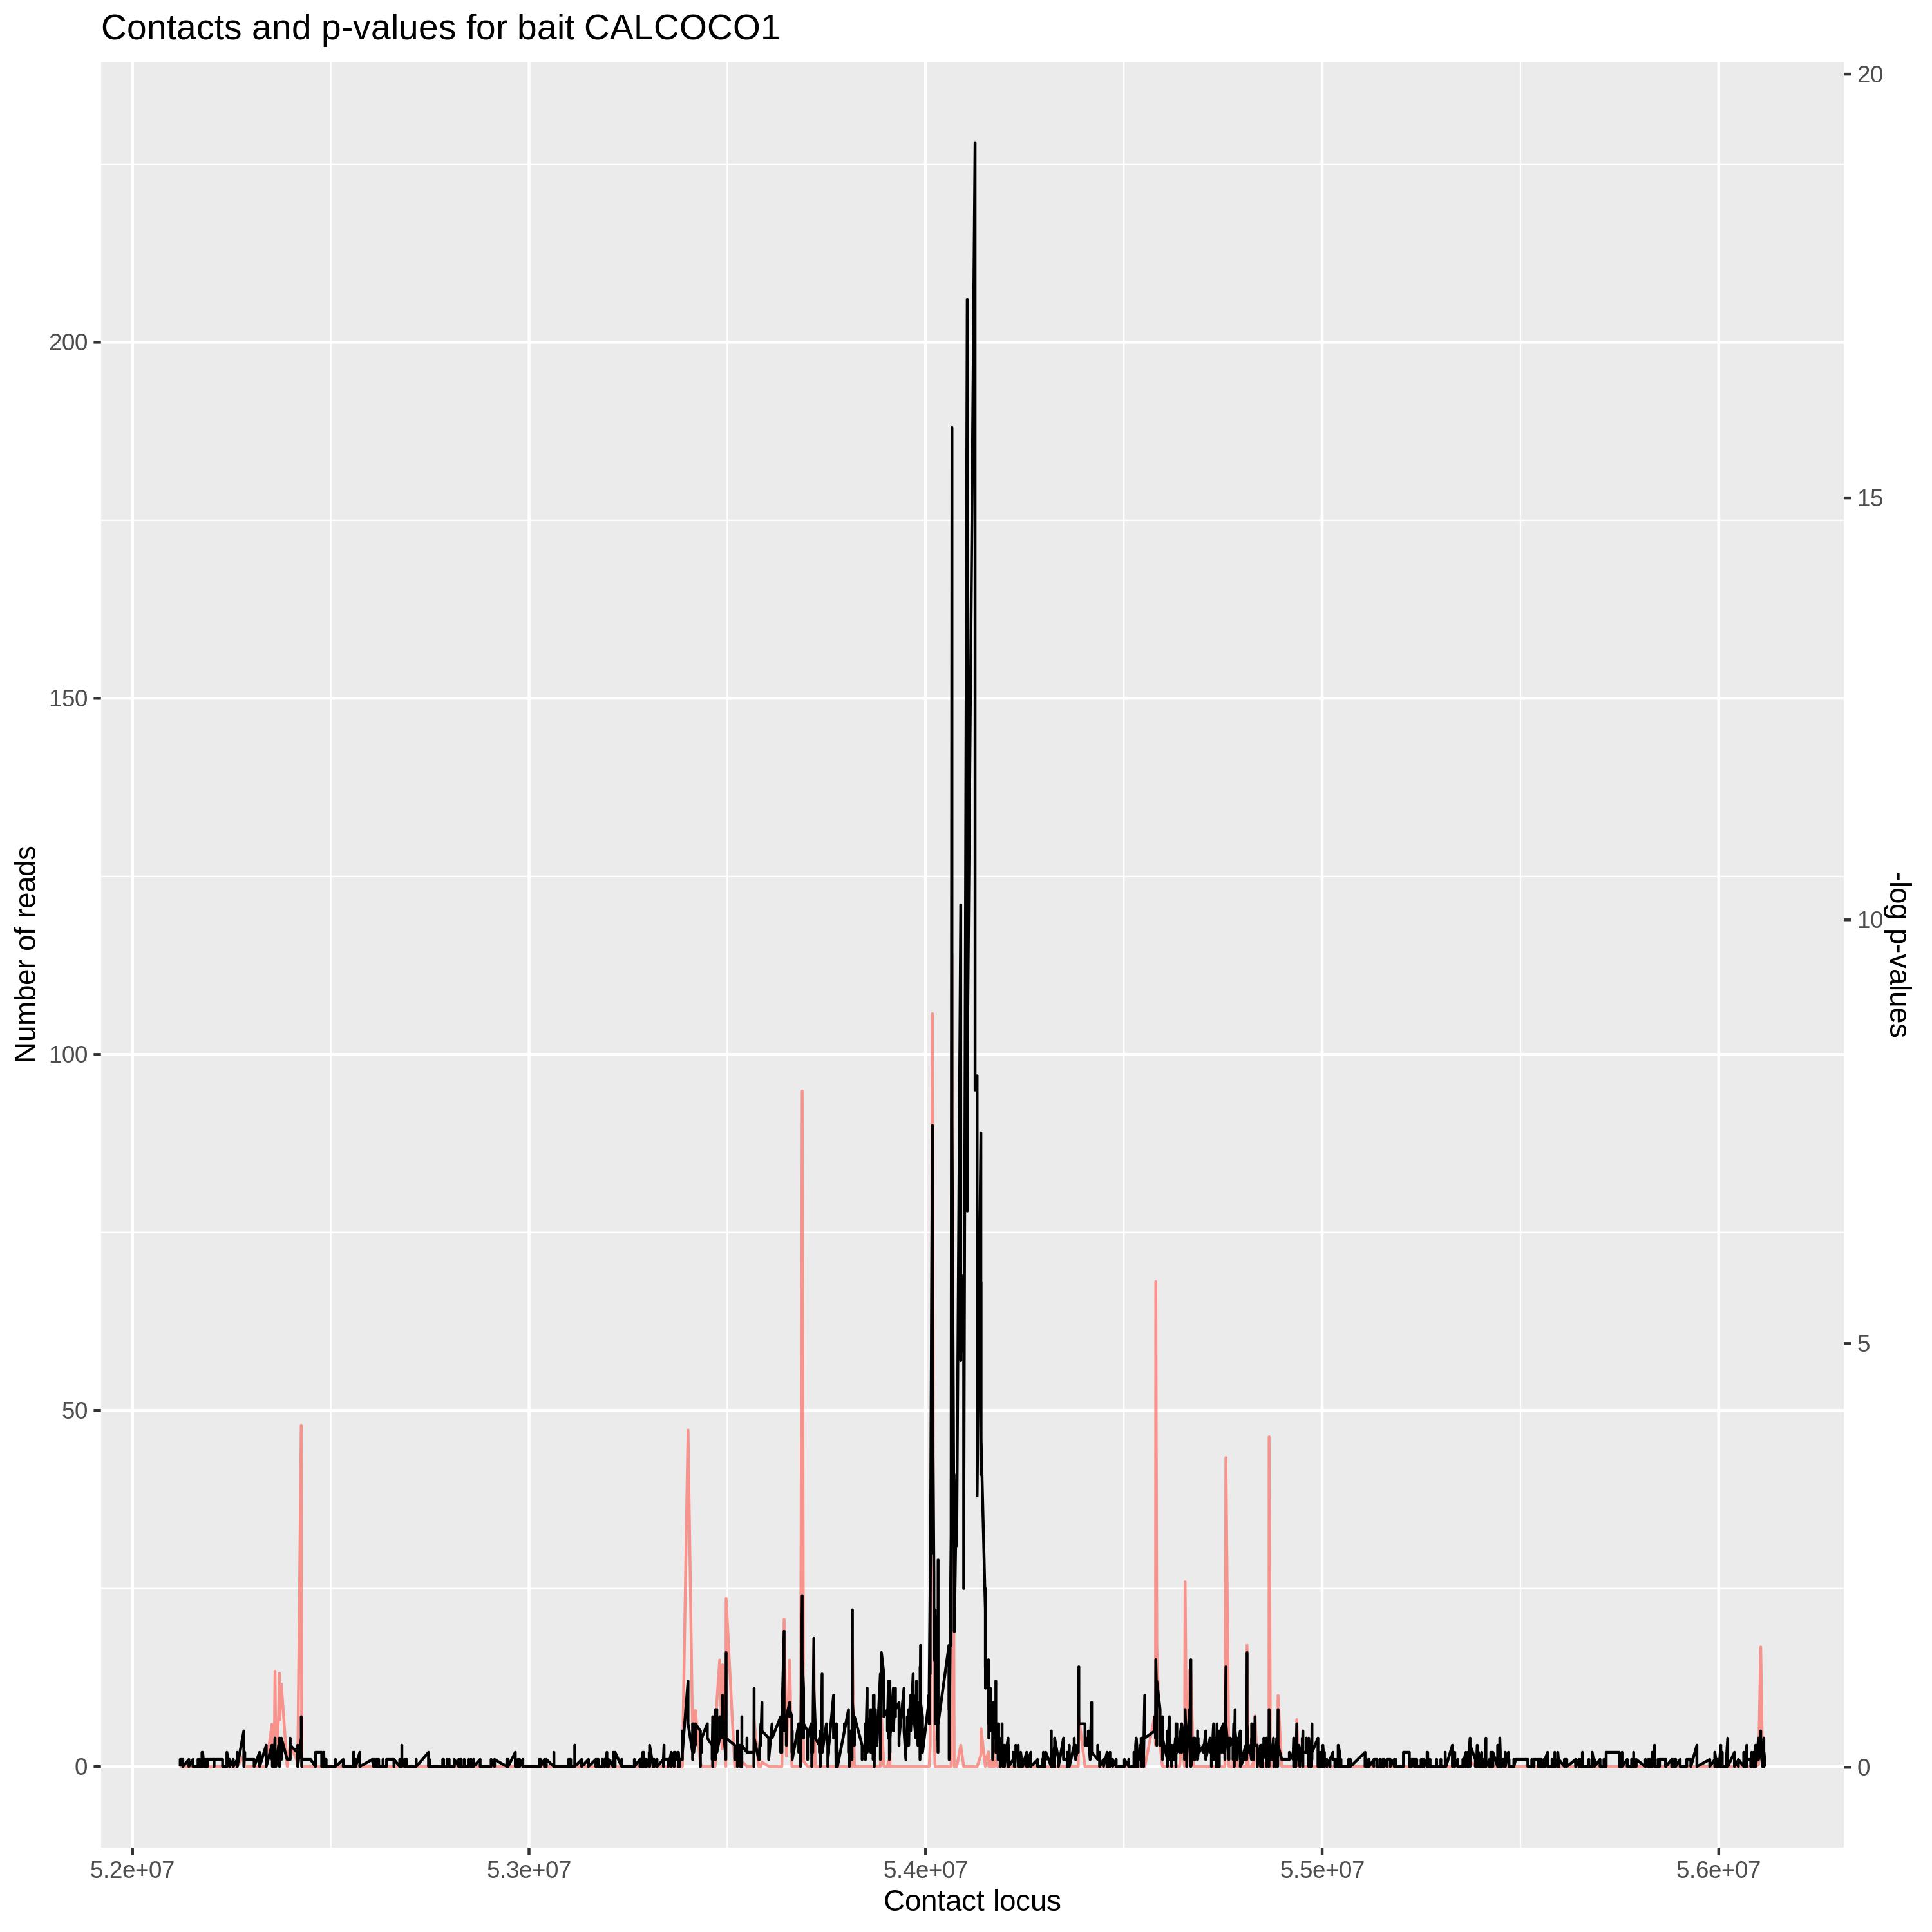 Contacts and p-values for bait CALCOCO1
Number of reads
200
150
100
50
0
20
15
10
5
0
-log p-values
5.2e+07
5.3e+07
5.4e+07
5.5e+07
5.6e+07
Contact locus